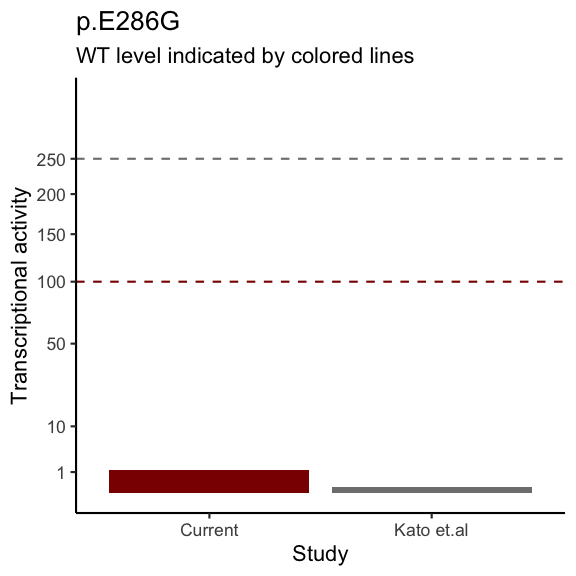 p.E286G
WT level indicated by colored lines
Transcriptional activity
250
200
150
100
50
10
1
Current
Kato et.al
Study